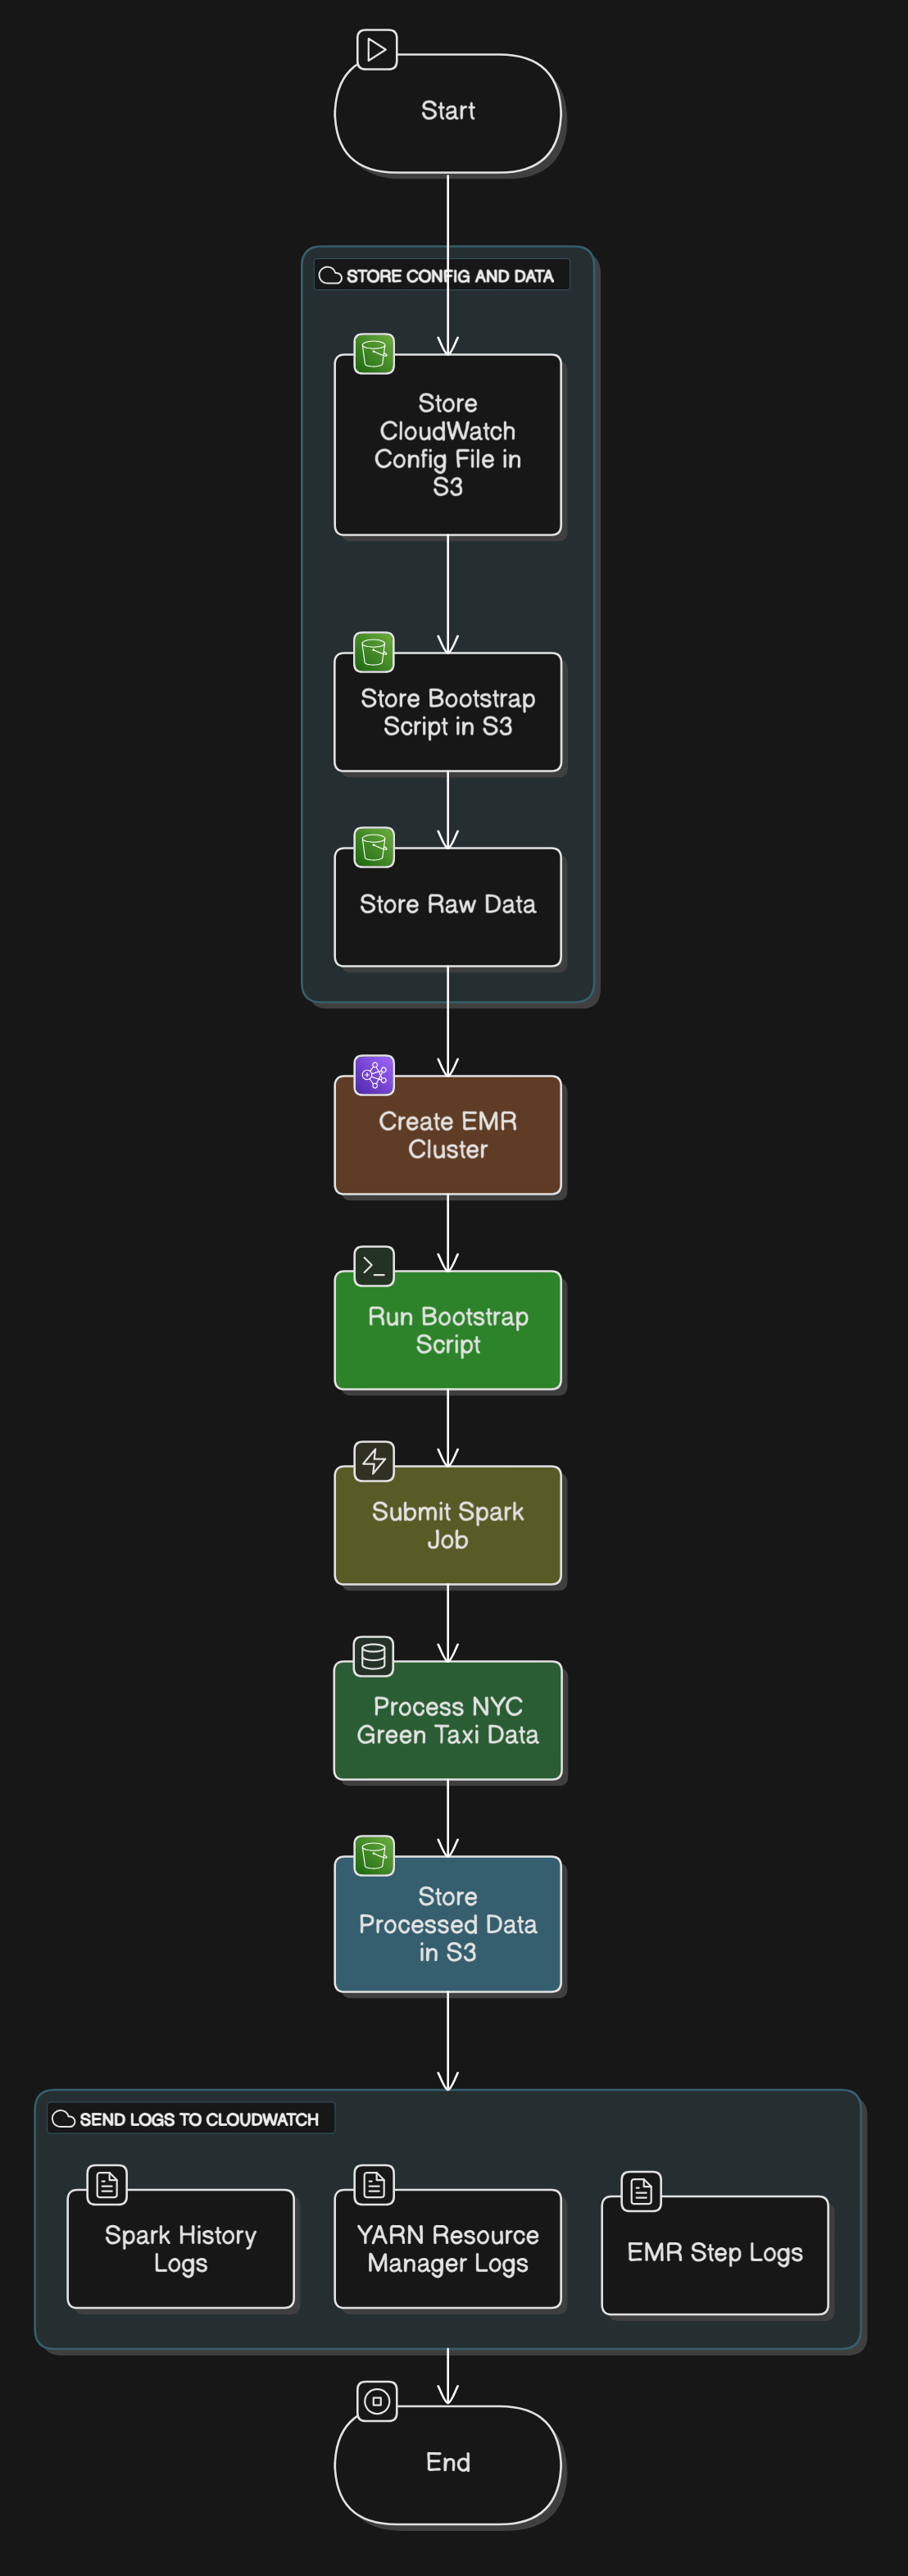 Start
STORE CONFIG AND DATA
Store
CloudWatch
Config File in
S3
Store Bootstrap
Script in S3
Store Raw Data
Create EMR
Cluster
Run Bootstrap
Script
Submit Spark
Job
Process NYC
Green Taxi Data
Store
Processed Data
in S3
SEND LOGS TO CLOUDWATCH
Spark History
Logs
YARN Resource
Manager Logs
EMR Step Logs
End